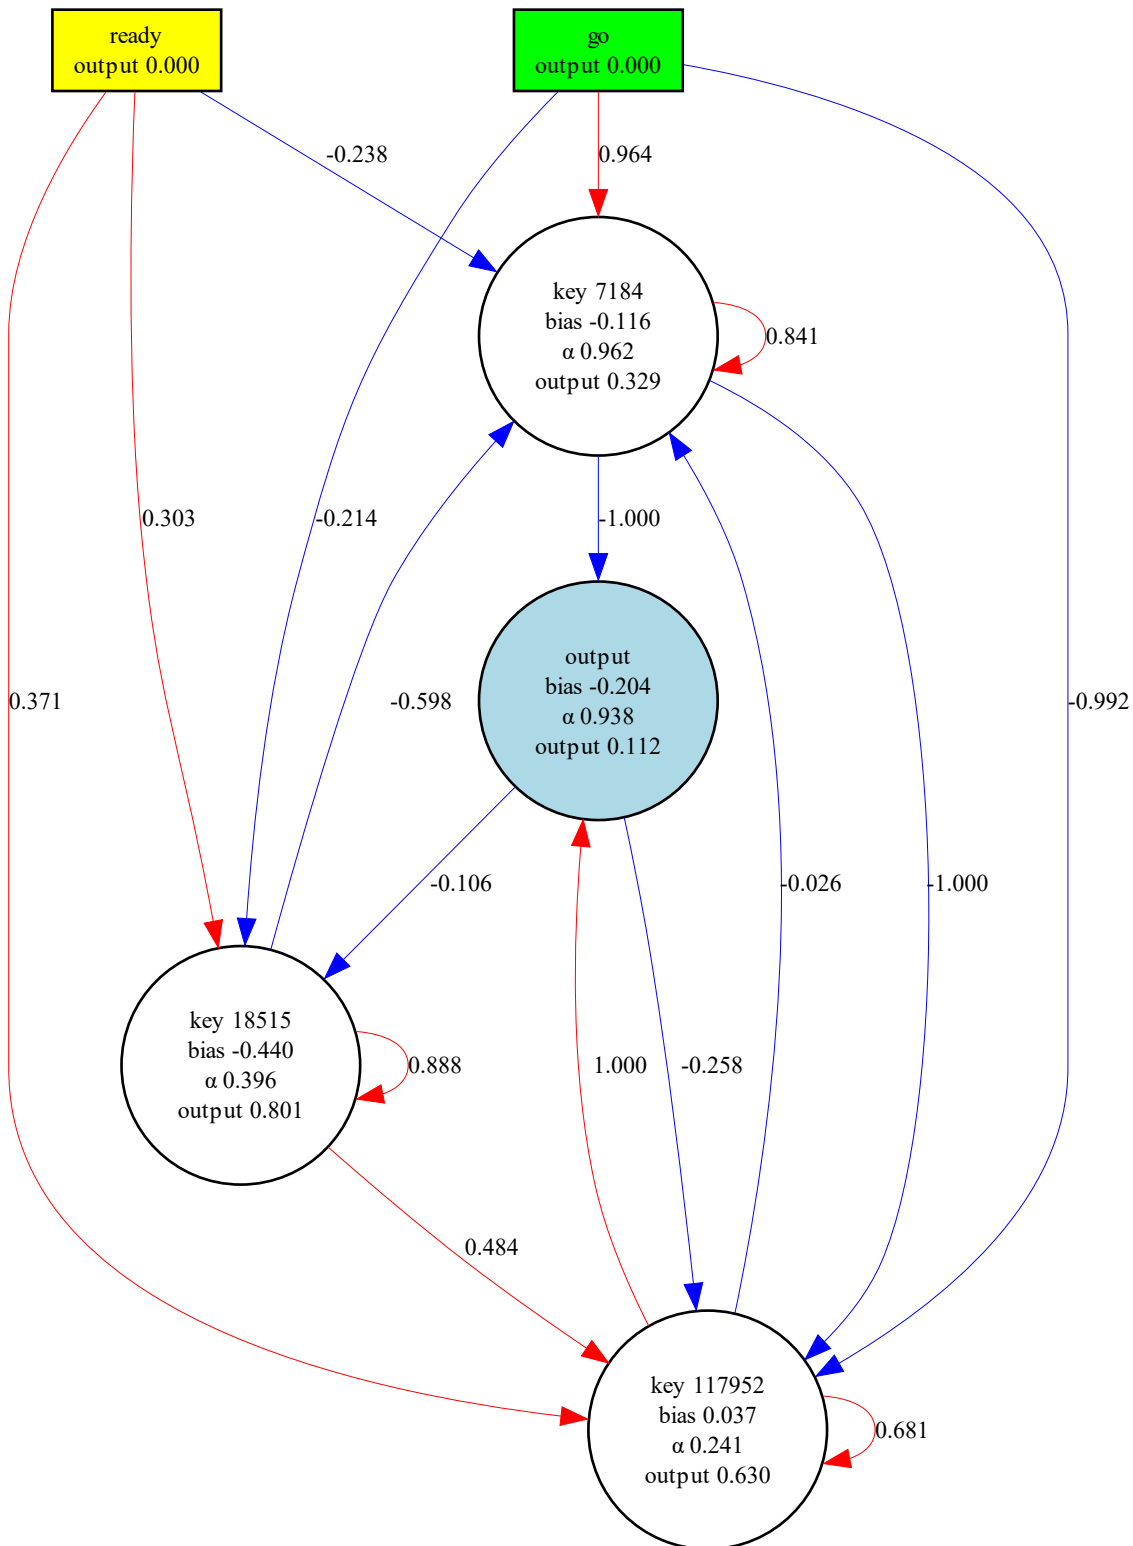 ready
output 0.000
go
output 0.000
-0.238
0.964
key 7184
bias -0.116
α 0.962
output 0.329
0.841
0.303
-0.214
-1.000
output
bias -0.204
α 0.938
output 0.112
0.371
-0.598
-0.992
-0.106
-0.026
-1.000
key 18515
bias -0.440
α 0.396
output 0.801
0.888
1.000
-0.258
0.484
key 117952
bias 0.037
α 0.241
output 0.630
0.681